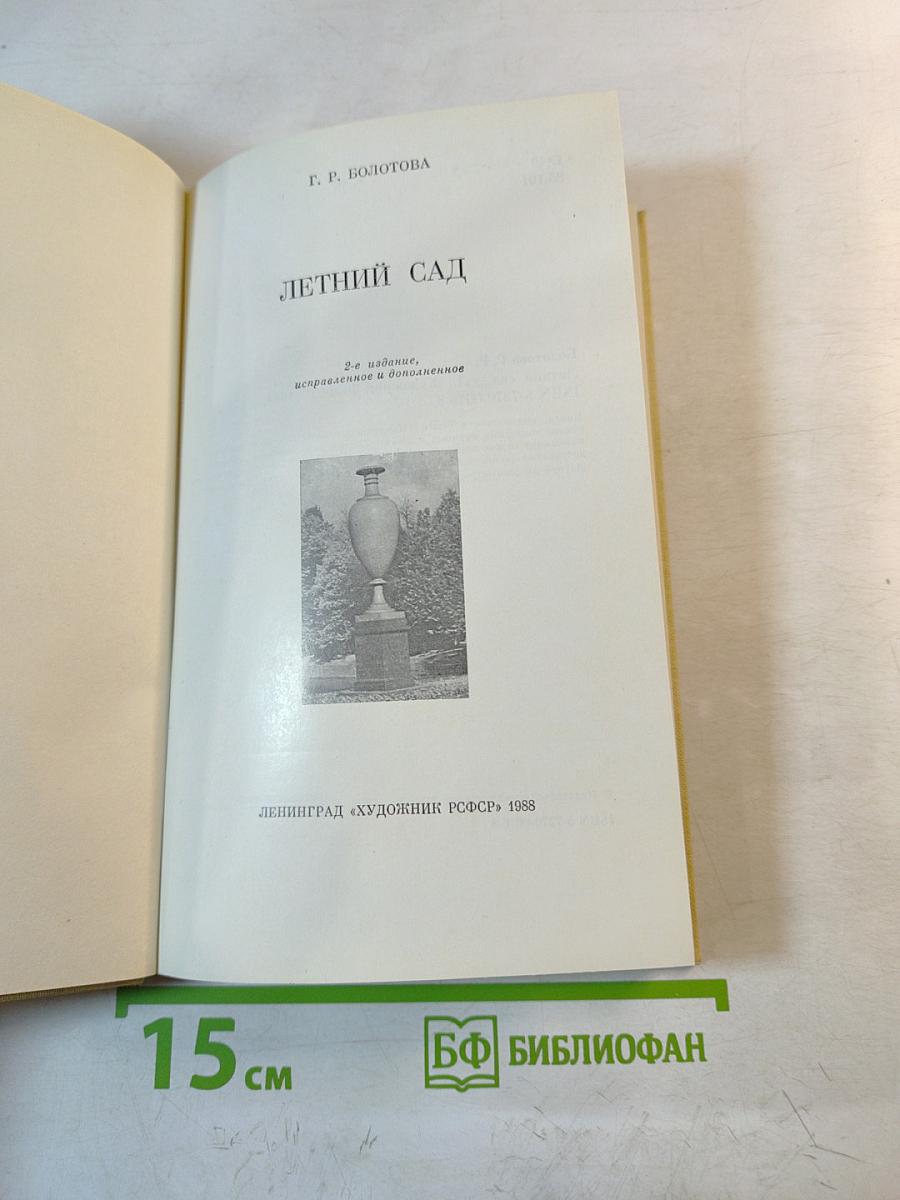 Г. Р. БОЛОТОВА
ЛЕТНИЙ САД
2-е издание,
исправленное и дополненное
ЛЕНИНГРАД «ХУДОЖНИК РСФСР» 1988
15 см
БФ БИБЛИОФАН